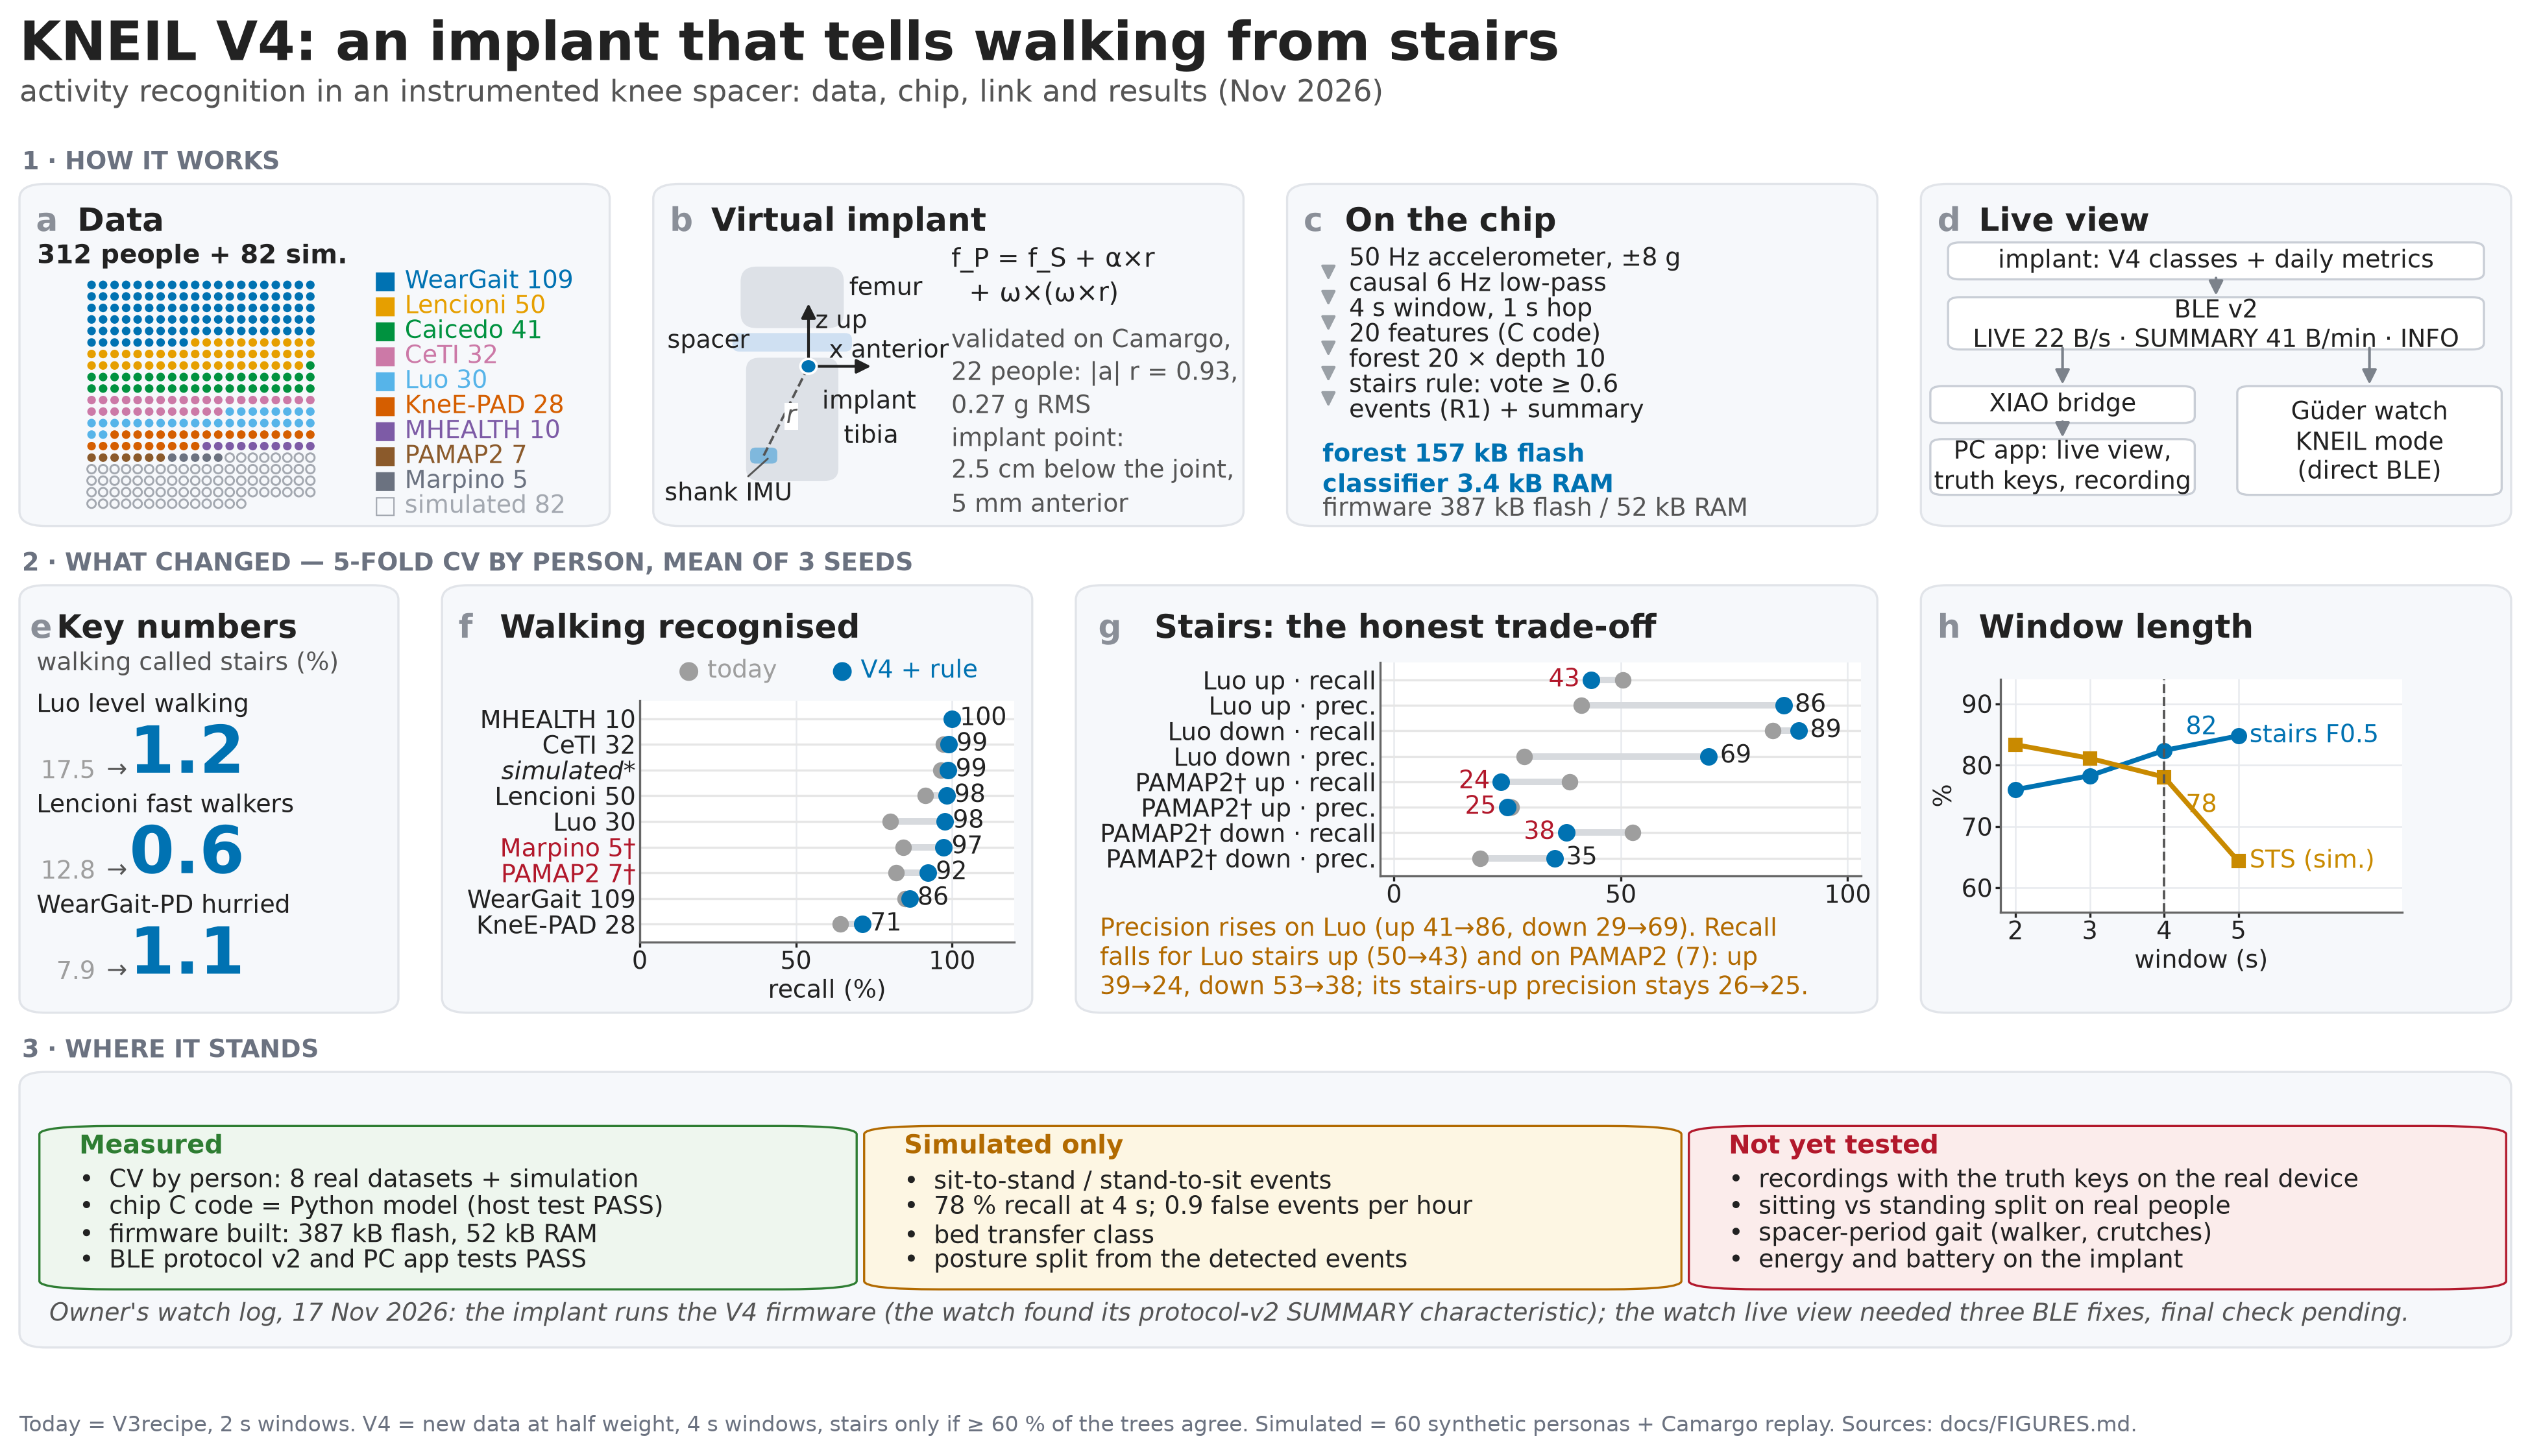 KNEIL V4: an implant that tells walking from stairs
activity recognition in an instrumented knee spacer: data, chip, link and results (Nov 2026)
1 · HOW IT WORKS
a Data
312 people + 82 sim.
WearGait 109
Lencioni 50
Caicedo 41
CeTI 32
Luo 30
KneE-PAD 28
MHEALTH 10
PAMAP2 7
Marpino 5
simulated 82
b Virtual implant
femur
z up
spacer
x anterior
implant
r
tibia
shank IMU
f_P = f_S + α×r
+ ω×(ω×r)
validated on Camargo,
22 people: |a| r = 0.93,
0.27 g RMS
implant point:
2.5 cm below the joint,
5 mm anterior
c On the chip
50 Hz accelerometer, ±8 g
causal 6 Hz low-pass
4 s window, 1 s hop
20 features (C code)
forest 20 × depth 10
stairs rule: vote ≥ 0.6
events (R1) + summary
forest 157 kB flash
classifier 3.4 kB RAM
firmware 387 kB flash / 52 kB RAM
d Live view
implant: V4 classes + daily metrics
BLE v2
LIVE 22 B/s · SUMMARY 41 B/min · INFO
XIAO bridge
PC app: live view,
truth keys, recording
Güder watch
KNEIL mode
(direct BLE)
2 · WHAT CHANGED — 5-FOLD CV BY PERSON, MEAN OF 3 SEEDS
e Key numbers
walking called stairs (%)
Luo level walking
17.5 → 1.2
Lencioni fast walkers
12.8 → 0.6
WearGait-PD hurried
7.9 → 1.1
f Walking recognised
today V4 + rule
MHEALTH 10 100
CeTI 32 99
simulated* 99
Lencioni 50 98
Luo 30 98
Marpino 5† 97
PAMAP2 7† 92
WearGait 109 86
KneE-PAD 28 71
0 50 100
recall (%)
g Stairs: the honest trade-off
Luo up · recall 43
Luo up · prec. 86
Luo down · recall 89
Luo down · prec. 69
PAMAP2† up · recall 24
PAMAP2† up · prec. 25
PAMAP2† down · recall 38
PAMAP2† down · prec. 35
0 50 100
Precision rises on Luo (up 41→86, down 29→69). Recall
falls for Luo stairs up (50→43) and on PAMAP2 (7): up
39→24, down 53→38; its stairs-up precision stays 26→25.
h Window length
90
80
70
60
%
82 stairs F0.5
78
STS (sim.)
2 3 4 5
window (s)
3 · WHERE IT STANDS
Measured
• CV by person: 8 real datasets + simulation
• chip C code = Python model (host test PASS)
• firmware built: 387 kB flash, 52 kB RAM
• BLE protocol v2 and PC app tests PASS
Simulated only
• sit-to-stand / stand-to-sit events
• 78 % recall at 4 s; 0.9 false events per hour
• bed transfer class
• posture split from the detected events
Not yet tested
• recordings with the truth keys on the real device
• sitting vs standing split on real people
• spacer-period gait (walker, crutches)
• energy and battery on the implant
Owner's watch log, 17 Nov 2026: the implant runs the V4 firmware (the watch found its protocol-v2 SUMMARY characteristic); the watch live view needed three BLE fixes, final check pending.
Today = V3recipe, 2 s windows. V4 = new data at half weight, 4 s windows, stairs only if ≥ 60 % of the trees agree. Simulated = 60 synthetic personas + Camargo replay. Sources: docs/FIGURES.md.